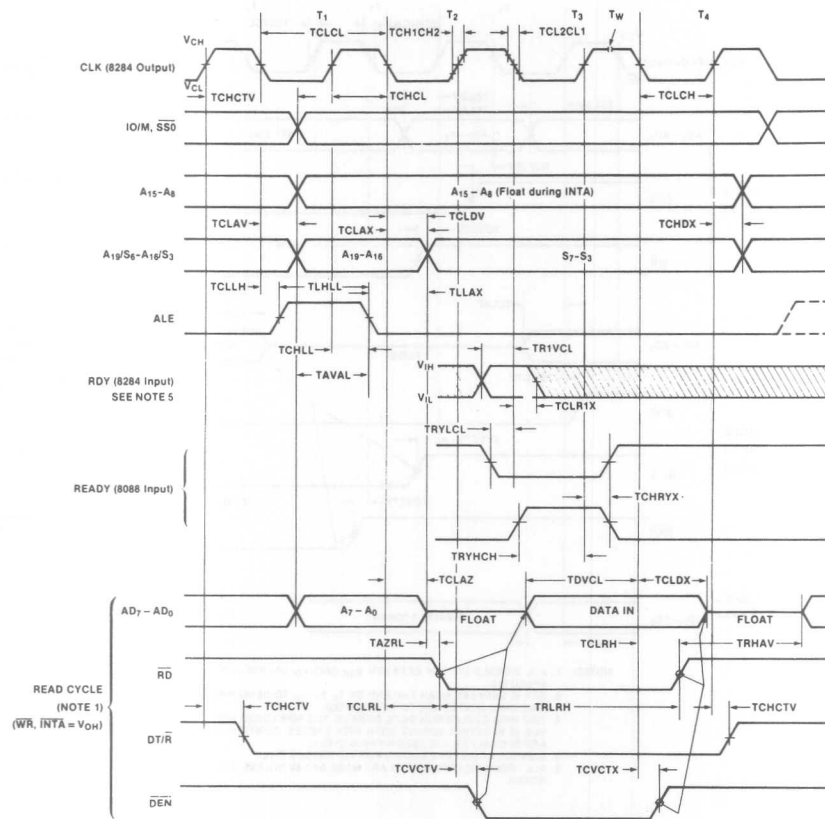 T1 T2 T3 TW T4
TCLCL TCH1CH2 TCL2CL1
VCH
CLK (8284 Output)
VCL
TCHCTV TCHCL TCLCH
IO/M, SS0
A15–A8 A15–A8 (Float during INTA)
TCLAV TCLDV TCHDX
TCLAX
A19/S6–A16/S3 A19–A16 S7–S3
TCLLH TLHLL TLLAX
ALE
TCHLL TR1VCL
TAVAL
RDY (8284 Input) VIH
SEE NOTE 5 VIL
TCLR1X
TRYLCL
READY (8088 Input) TCHRYX
TRYHCH
TCLAZ TDVCL TCLDX
AD7–AD0 A7–A0 FLOAT DATA IN FLOAT
TAZRL TCLRH TRHAV
RD
READ CYCLE
(NOTE 1)
(WR, INTA = VOH)
TCHCTV TCLRL TRLRH TCHCTV
DT/R
TCVCTV TCVCTX
DEN